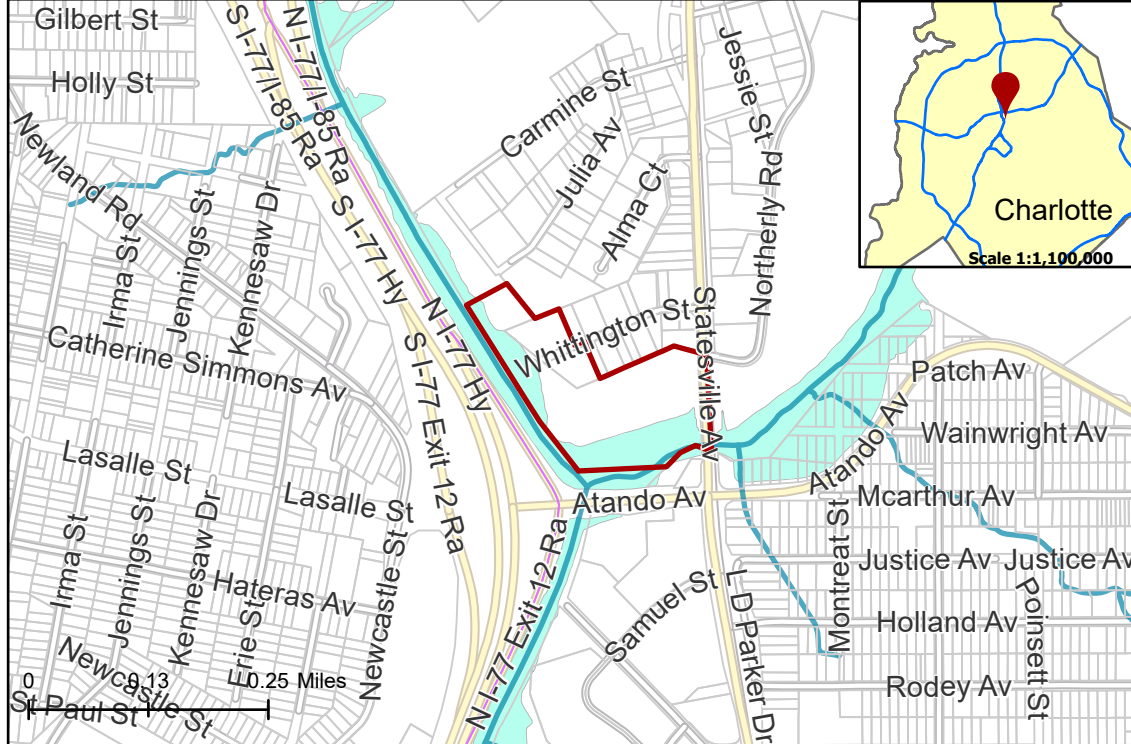 Gilbert St
Holly St
Newland Rd
Irma St
Jennings St
Kennesaw Dr
S I-77/I-85 Ra
N I-77/I-85 Ra
S I-77 Hy
N I-77 Hy
S I-77 Exit 12 Ra
Carmine St
Julia Av
Alma Ct
Jessie St
Northerly Rd
Statesville Av
Whittington St
Charlotte
Scale 1:1,100,000
Catherine Simmons Av
Lasalle St
Lasalle St
Irma St
Jennings St
Kennesaw Dr
Hateras Av
Erie St
Newcastle St
Newcastle St
St Paul St
0 0.13 0.25 Miles
N I-77 Exit 12 Ra
Atando Av
Atando Av
Samuel St
L D Parker Dr
Patch Av
Wainwright Av
Mcarthur Av
Montreat St
Justice Av
Justice Av
Holland Av
Poinsett St
Rodey Av